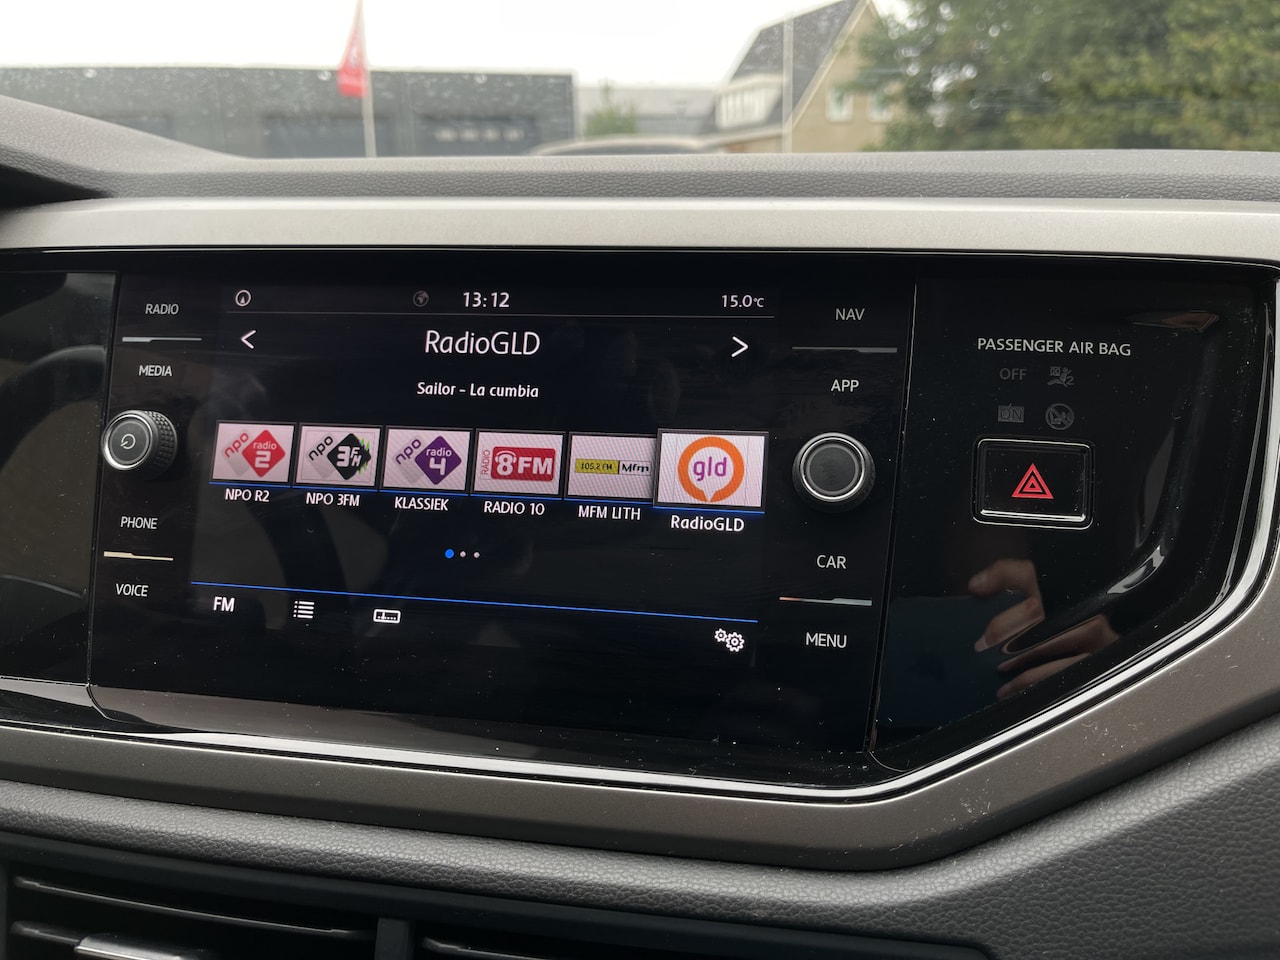 RADIO
MEDIA
PHONE
VOICE
13:12
15.0°C
< RadioGLD >
Sailor - La cumbia
npo radio 2
npo 3FM
npo radio 4
RADIO 8FM
105.2 FM Mfm
gld
NPO R2
NPO 3FM
KLASSIEK
RADIO 10
MFM LITH
RadioGLD
FM
NAV
APP
CAR
MENU
PASSENGER AIR BAG
OFF
ON